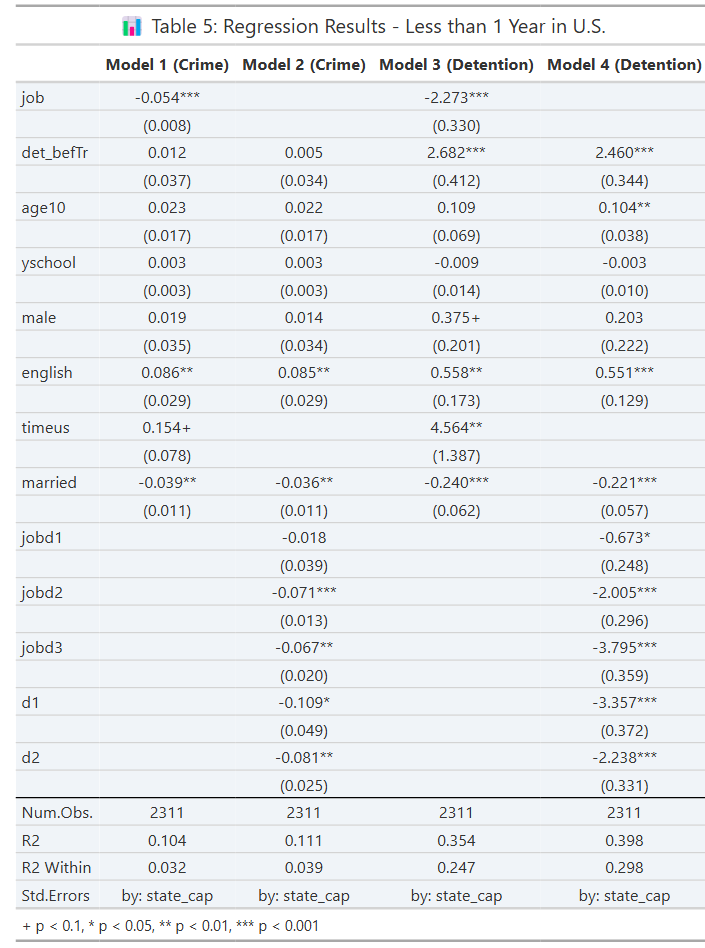 📊 Table 5: Regression Results - Less than 1 Year in U.S.
Model 1 (Crime) Model 2 (Crime) Model 3 (Detention) Model 4 (Detention)
job -0.054*** -2.273***
(0.008) (0.330)
det_befTr 0.012 0.005 2.682*** 2.460***
(0.037) (0.034) (0.412) (0.344)
age10 0.023 0.022 0.109 0.104**
(0.017) (0.017) (0.069) (0.038)
yschool 0.003 0.003 -0.009 -0.003
(0.003) (0.003) (0.014) (0.010)
male 0.019 0.014 0.375+ 0.203
(0.035) (0.034) (0.201) (0.222)
english 0.086** 0.085** 0.558** 0.551***
(0.029) (0.029) (0.173) (0.129)
timeus 0.154+ 4.564**
(0.078) (1.387)
married -0.039** -0.036** -0.240*** -0.221***
(0.011) (0.011) (0.062) (0.057)
jobd1 -0.018 -0.673*
(0.039) (0.248)
jobd2 -0.071*** -2.005***
(0.013) (0.296)
jobd3 -0.067** -3.795***
(0.020) (0.359)
d1 -0.109* -3.357***
(0.049) (0.372)
d2 -0.081** -2.238***
(0.025) (0.331)
Num.Obs. 2311 2311 2311 2311
R2 0.104 0.111 0.354 0.398
R2 Within 0.032 0.039 0.247 0.298
Std.Errors by: state_cap by: state_cap by: state_cap by: state_cap
+ p < 0.1, * p < 0.05, ** p < 0.01, *** p < 0.001